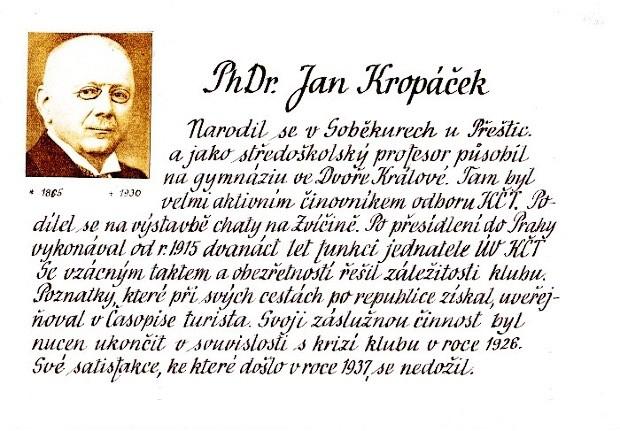 PhDr. Jan Kropáček
Narodil se v Soběkurech u Přeštic.
a jako středoškolský profesor působil
na gymnáziu ve Dvoře Králové. Tam byl
velmi aktivním činovníkem odboru KČT. Po-
dílel se na výstavbě chaty na Zvičině. Po přesídlení do Prahy
vykonával od r. 1915 dvanáct let funkci jednatele ÚV KČT
Se vzácným taktem a obezřetností řešil záležitosti klubu.
Poznatky, které při svých cestách po republice získal, uveřej-
ňoval v Časopise turista. Svoji záslužnou činnost byl
nucen ukončit v souvislosti s krizí klubu v roce 1926.
Své satisfakce, ke které došlo v roce 1937, se nedožil.
* 1865 + 1930